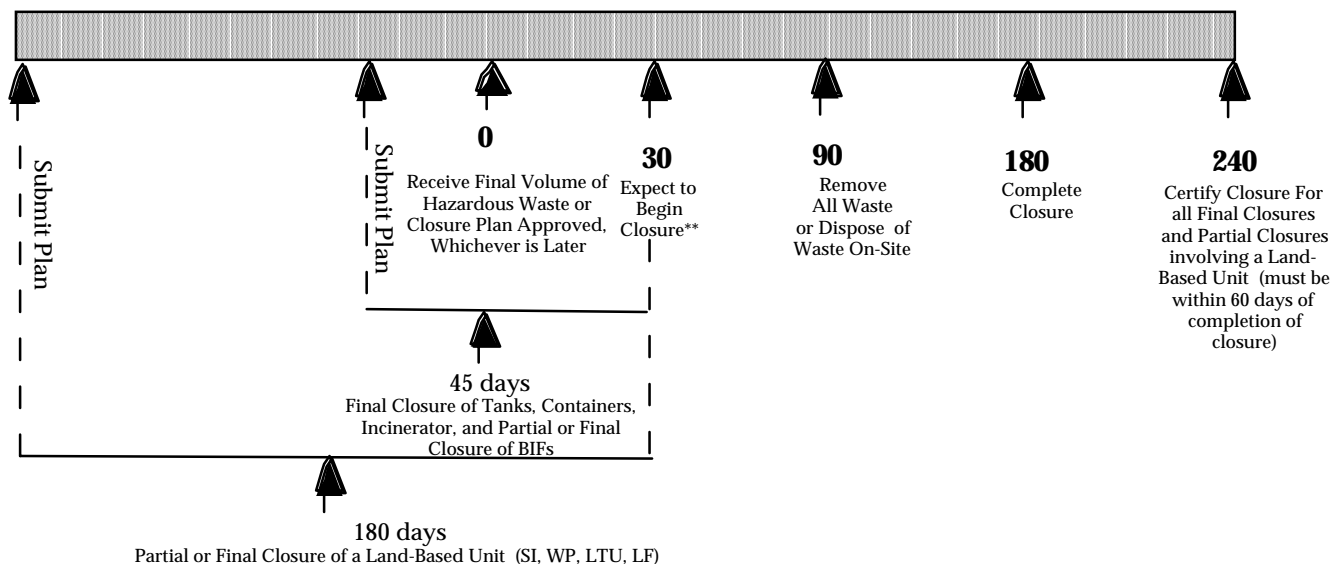 Submit Plan
Submit Plan
0
Receive Final Volume of
Hazardous Waste or
Closure Plan Approved,
Whichever is Later
30
Expect to
Begin
Closure**
90
Remove
All Waste
or Dispose of
Waste On-Site
180
Complete
Closure
240
Certify Closure For
all Final Closures
and Partial Closures
involving a Land-
Based Unit (must be
within 60 days of
completion of
closure)
45 days
Final Closure of Tanks, Containers,
Incinerator, and Partial or Final
Closure of BIFs
180 days
Partial or Final Closure of a Land-Based Unit (SI, WP, LTU, LF)